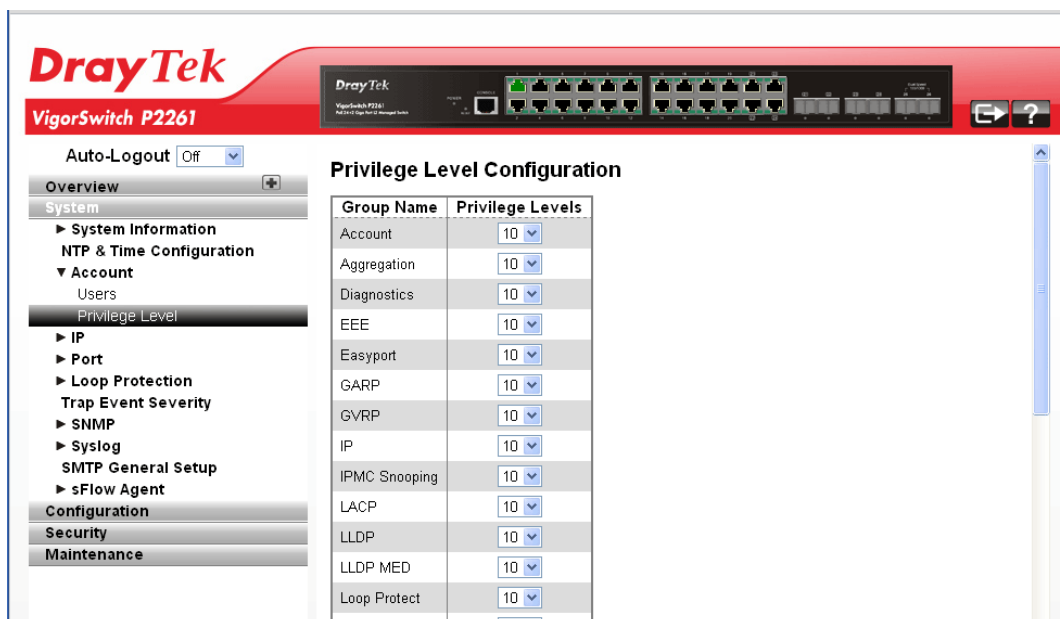 DrayTek
VigorSwitch P2261
DrayTek
VigorSwitch P2261
CONSOLE
POWER
?
Auto-Logout Off
Overview
System
System Information
NTP & Time Configuration
Account
Users
Privilege Level
IP
Port
Loop Protection
Trap Event Severity
SNMP
Syslog
SMTP General Setup
sFlow Agent
Configuration
Security
Maintenance
Privilege Level Configuration
Group Name Privilege Levels
Account 10
Aggregation 10
Diagnostics 10
EEE 10
Easyport 10
GARP 10
GVRP 10
IP 10
IPMC Snooping 10
LACP 10
LLDP 10
LLDP MED 10
Loop Protect 10